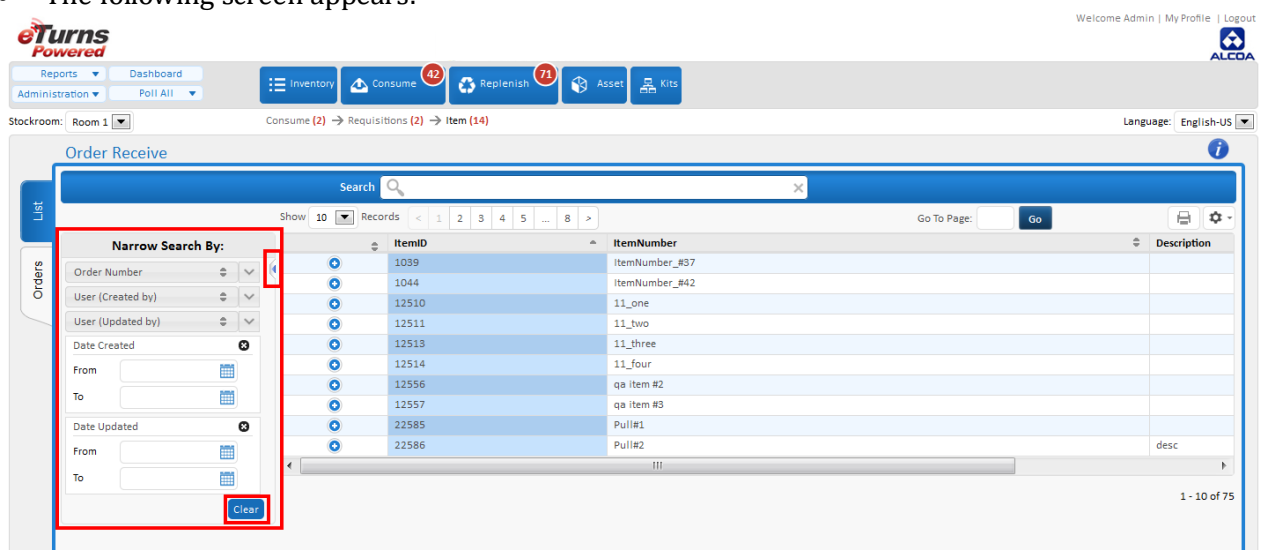 The following screen appears:
Welcome Admin | My Profile | Logout
eTurns
Powered
ALCOA
Reports Dashboard
Administration Poll All
Inventory Consume 42 Replenish 71 Asset Kits
Stockroom: Room 1
Consume (2) → Requisitions (2) → Item (14)
Language: English-US
Order Receive
i
List
Orders
Search
Show 10 Records < 1 2 3 4 5 ... 8 >
Go To Page: Go
Narrow Search By:
Order Number
User (Created by)
User (Updated by)
Date Created
From
To
Date Updated
From
To
Clear
ItemID ItemNumber Description
1039 ItemNumber_#37
1044 ItemNumber_#42
12510 11_one
12511 11_two
12513 11_three
12514 11_four
12556 qa item #2
12557 qa item #3
22585 Pull#1
22586 Pull#2 desc
1 - 10 of 75